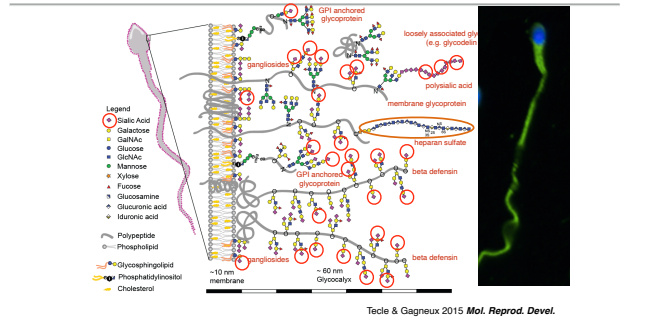 GPI anchored
glycoprotein
loosely associated gly
(e.g. glycodelin
gangliosides
polysialic acid
membrane glycoprotein
heparan sulfate
beta defensin
GPI anchored
glycoprotein
gangliosides
beta defensin
Legend
Sialic Acid
Galactose
GalNAc
Glucose
GlcNAc
Mannose
Xylose
Fucose
Glucosamine
Glucuronic acid
Iduronic acid
Polypeptide
Phospholipid
Glycosphingolipid
Phosphatidylinositol
Cholesterol
~10 nm
membrane
~ 60 nm
Glycocalyx
Tecle & Gagneux 2015 Mol. Reprod. Devel.